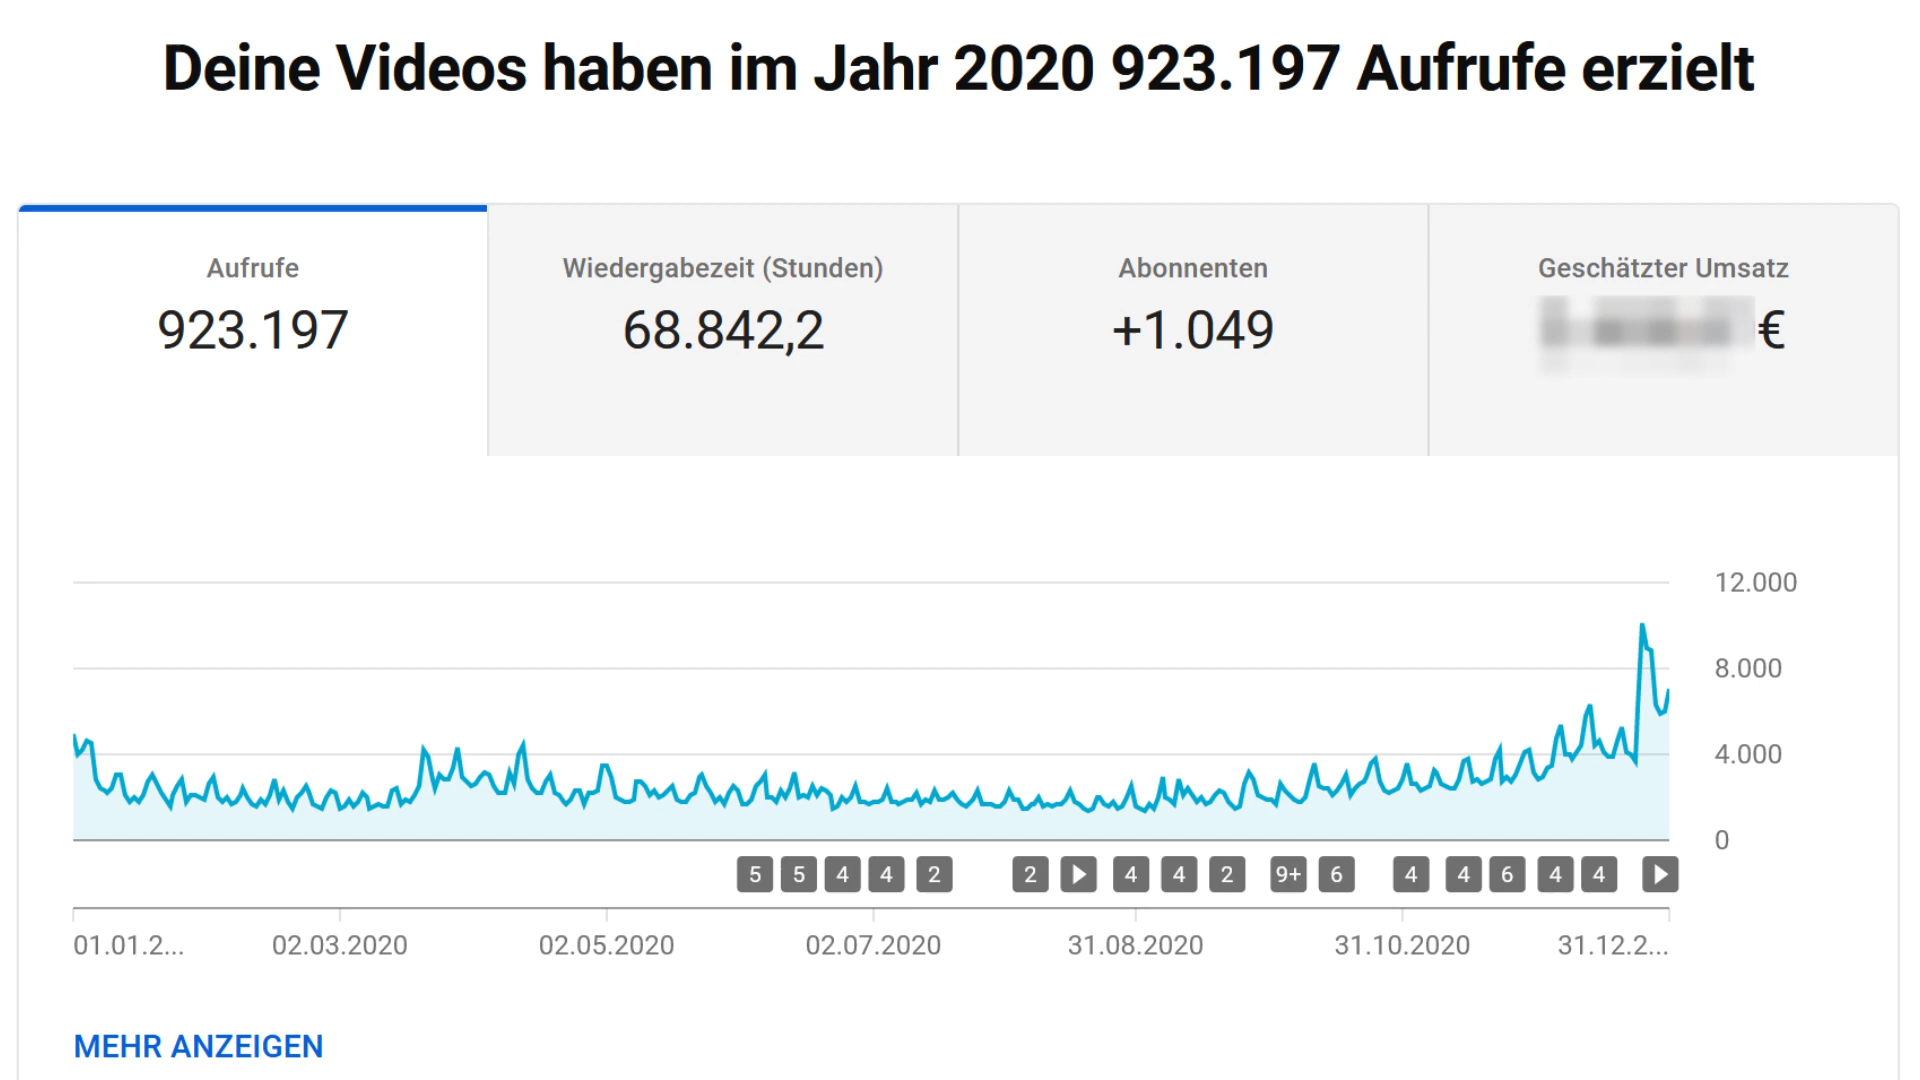 Deine Videos haben im Jahr 2020 923.197 Aufrufe erzielt
Aufrufe
923.197
Wiedergabezeit (Stunden)
68.842,2
Abonnenten
+1.049
Geschätzter Umsatz
€
12.000
8.000
4.000
0
5 5 4 4 2 2 4 4 2 9+ 6 4 4 6 4 4
01.01.2... 02.03.2020 02.05.2020 02.07.2020 31.08.2020 31.10.2020 31.12.2...
MEHR ANZEIGEN